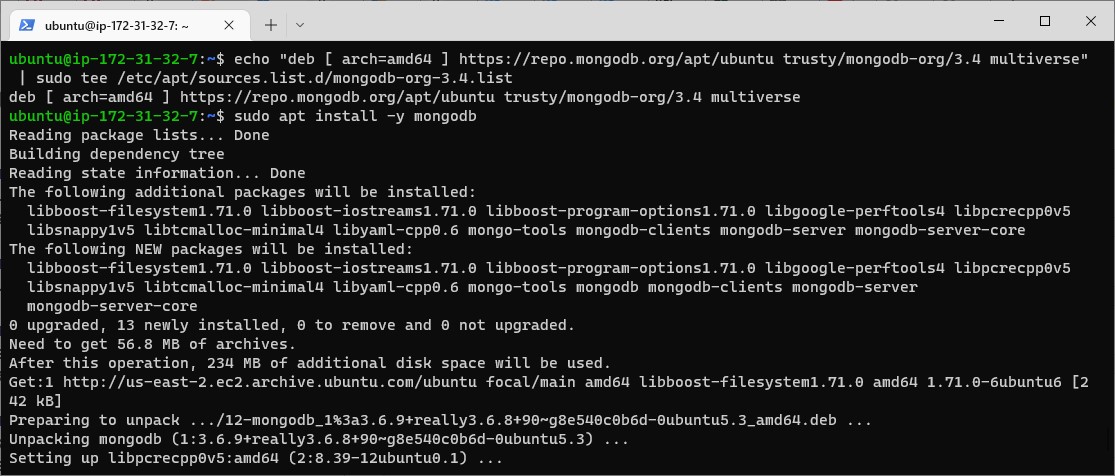 ubuntu@ip-172-31-32-7: ~
ubuntu@ip-172-31-32-7:~$ echo "deb [ arch=amd64 ] https://repo.mongodb.org/apt/ubuntu trusty/mongodb-org/3.4 multiverse"
 | sudo tee /etc/apt/sources.list.d/mongodb-org-3.4.list
deb [ arch=amd64 ] https://repo.mongodb.org/apt/ubuntu trusty/mongodb-org/3.4 multiverse
ubuntu@ip-172-31-32-7:~$ sudo apt install -y mongodb
Reading package lists... Done
Building dependency tree
Reading state information... Done
The following additional packages will be installed:
  libboost-filesystem1.71.0 libboost-iostreams1.71.0 libboost-program-options1.71.0 libgoogle-perftools4 libpcrecpp0v5
  libsnappy1v5 libtcmalloc-minimal4 libyaml-cpp0.6 mongo-tools mongodb-clients mongodb-server mongodb-server-core
The following NEW packages will be installed:
  libboost-filesystem1.71.0 libboost-iostreams1.71.0 libboost-program-options1.71.0 libgoogle-perftools4 libpcrecpp0v5
  libsnappy1v5 libtcmalloc-minimal4 libyaml-cpp0.6 mongo-tools mongodb mongodb-clients mongodb-server
  mongodb-server-core
0 upgraded, 13 newly installed, 0 to remove and 0 not upgraded.
Need to get 56.8 MB of archives.
After this operation, 234 MB of additional disk space will be used.
Get:1 http://us-east-2.ec2.archive.ubuntu.com/ubuntu focal/main amd64 libboost-filesystem1.71.0 amd64 1.71.0-6ubuntu6 [2
42 kB]
Preparing to unpack .../12-mongodb_1%3a3.6.9+really3.6.8+90~g8e540c0b6d-0ubuntu5.3_amd64.deb ...
Unpacking mongodb (1:3.6.9+really3.6.8+90~g8e540c0b6d-0ubuntu5.3) ...
Setting up libpcrecpp0v5:amd64 (2:8.39-12ubuntu0.1) ...